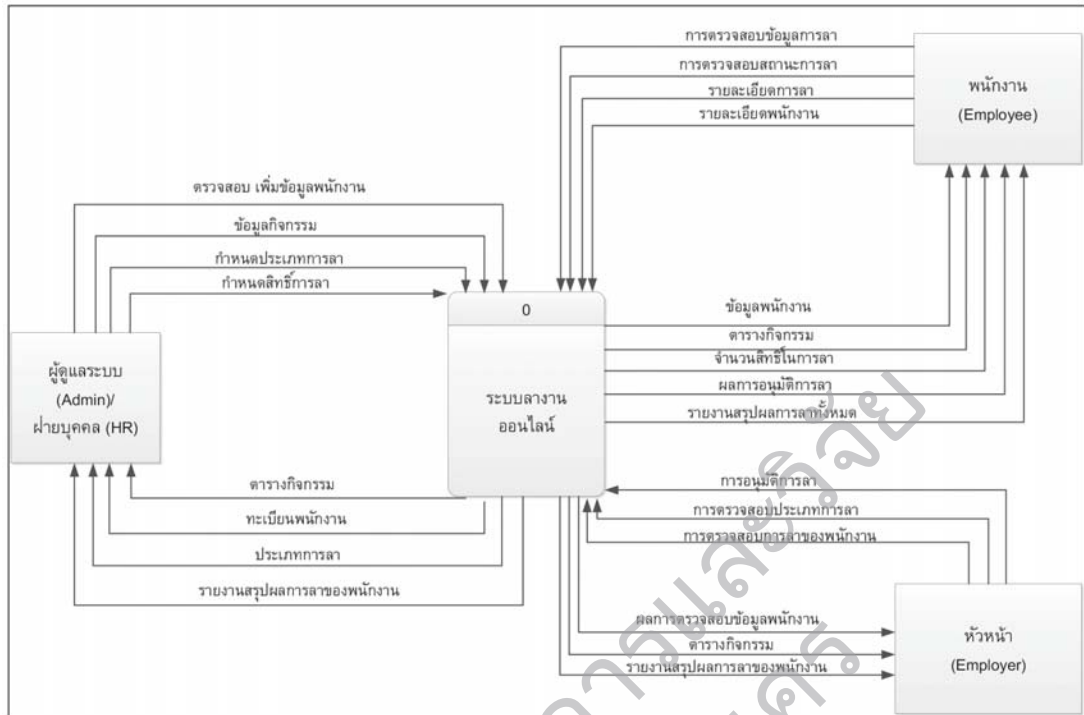 การตรวจสอบข้อมูลการลา
การตรวจสอบสถานะการลา
รายละเอียดการลา
รายละเอียดพนักงาน
พนักงาน
(Employee)
ตรวจสอบ เพิ่มข้อมูลพนักงาน
ข้อมูลกิจกรรม
กำหนดประเภทการลา
กำหนดสิทธิ์การลา
0
ระบบลางาน
ออนไลน์
ข้อมูลพนักงาน
ตารางกิจกรรม
จำนวนสิทธิในการลา
ผลการอนุมัติการลา
รายงานสรุปผลการลาทั้งหมด
ผู้ดูแลระบบ
(Admin)/
ฝ่ายบุคคล (HR)
ตารางกิจกรรม
ทะเบียนพนักงาน
ประเภทการลา
รายงานสรุปผลการลาของพนักงาน
การอนุมัติการลา
การตรวจสอบประเภทการลา
การตรวจสอบการลาของพนักงาน
ผลการตรวจสอบข้อมูลพนักงาน
ตารางกิจกรรม
รายงานสรุปผลการลาของพนักงาน
หัวหน้า
(Employer)
การและวิจัย